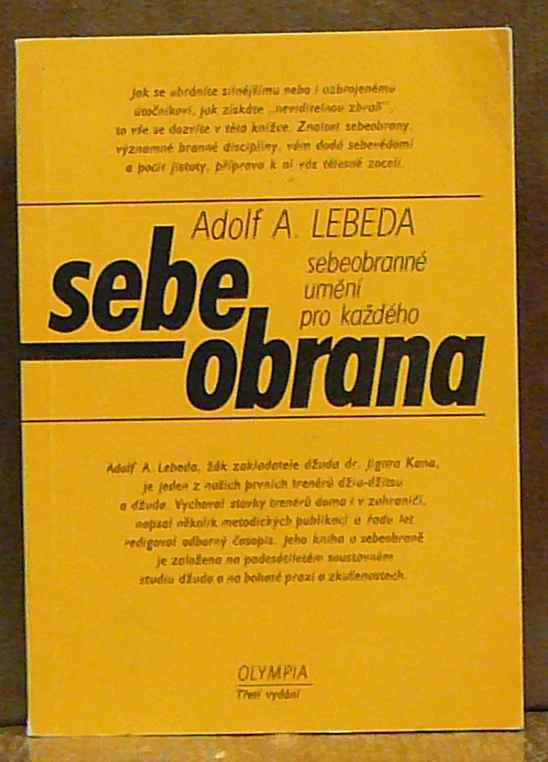 Jak se ubráníte silnějšímu nebo i ozbrojenému
útočníkovi, jak získáte „neviditelnou zbraň",
to vše se dozvíte v této knížce. Znalost sebeobrany,
významné branné disciplíny, vám dodá sebevědomí
a pocit jistoty, příprava k ní vás tělesně zocelí.
Adolf A. LEBEDA
sebe
obrana
sebeobranné
umění
pro každého
Adolf A. Lebeda, žák zakladatele džuda dr. Jigora Kana,
je jeden z našich prvních trenérů džiu-džitsu
a džuda. Vychoval stovky trenérů doma i v zahraničí,
napsal několik metodických publikací a řadu let
redigoval odborný časopis. Jeho kniha o sebeobraně
je založena na padesátiletém soustavném
studiu džuda a na bohaté praxi a zkušenostech.
OLYMPIA
Třetí vydání